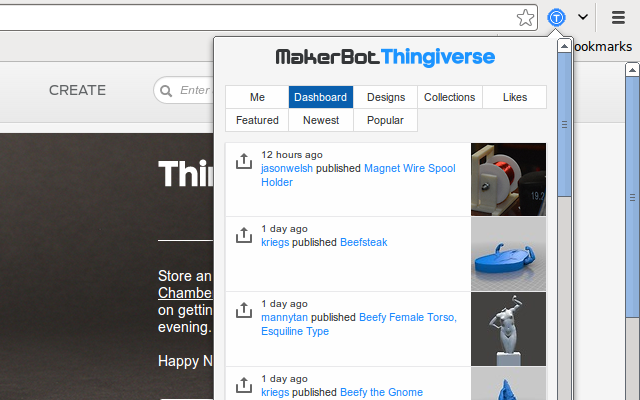 ookmarks
MakerBot Thingiverse
CREATE
Enter
Me
Dashboard
Designs
Collections
Likes
Featured
Newest
Popular
12 hours ago
jasonwelsh published Magnet Wire Spool
Holder
1 day ago
kriegs published Beefsteak
1 day ago
mannytan published Beefy Female Torso,
Esquiline Type
1 day ago
kriegs published Beefy the Gnome
Thi
Store an
Chambe
on gettin
evening.
Happy N